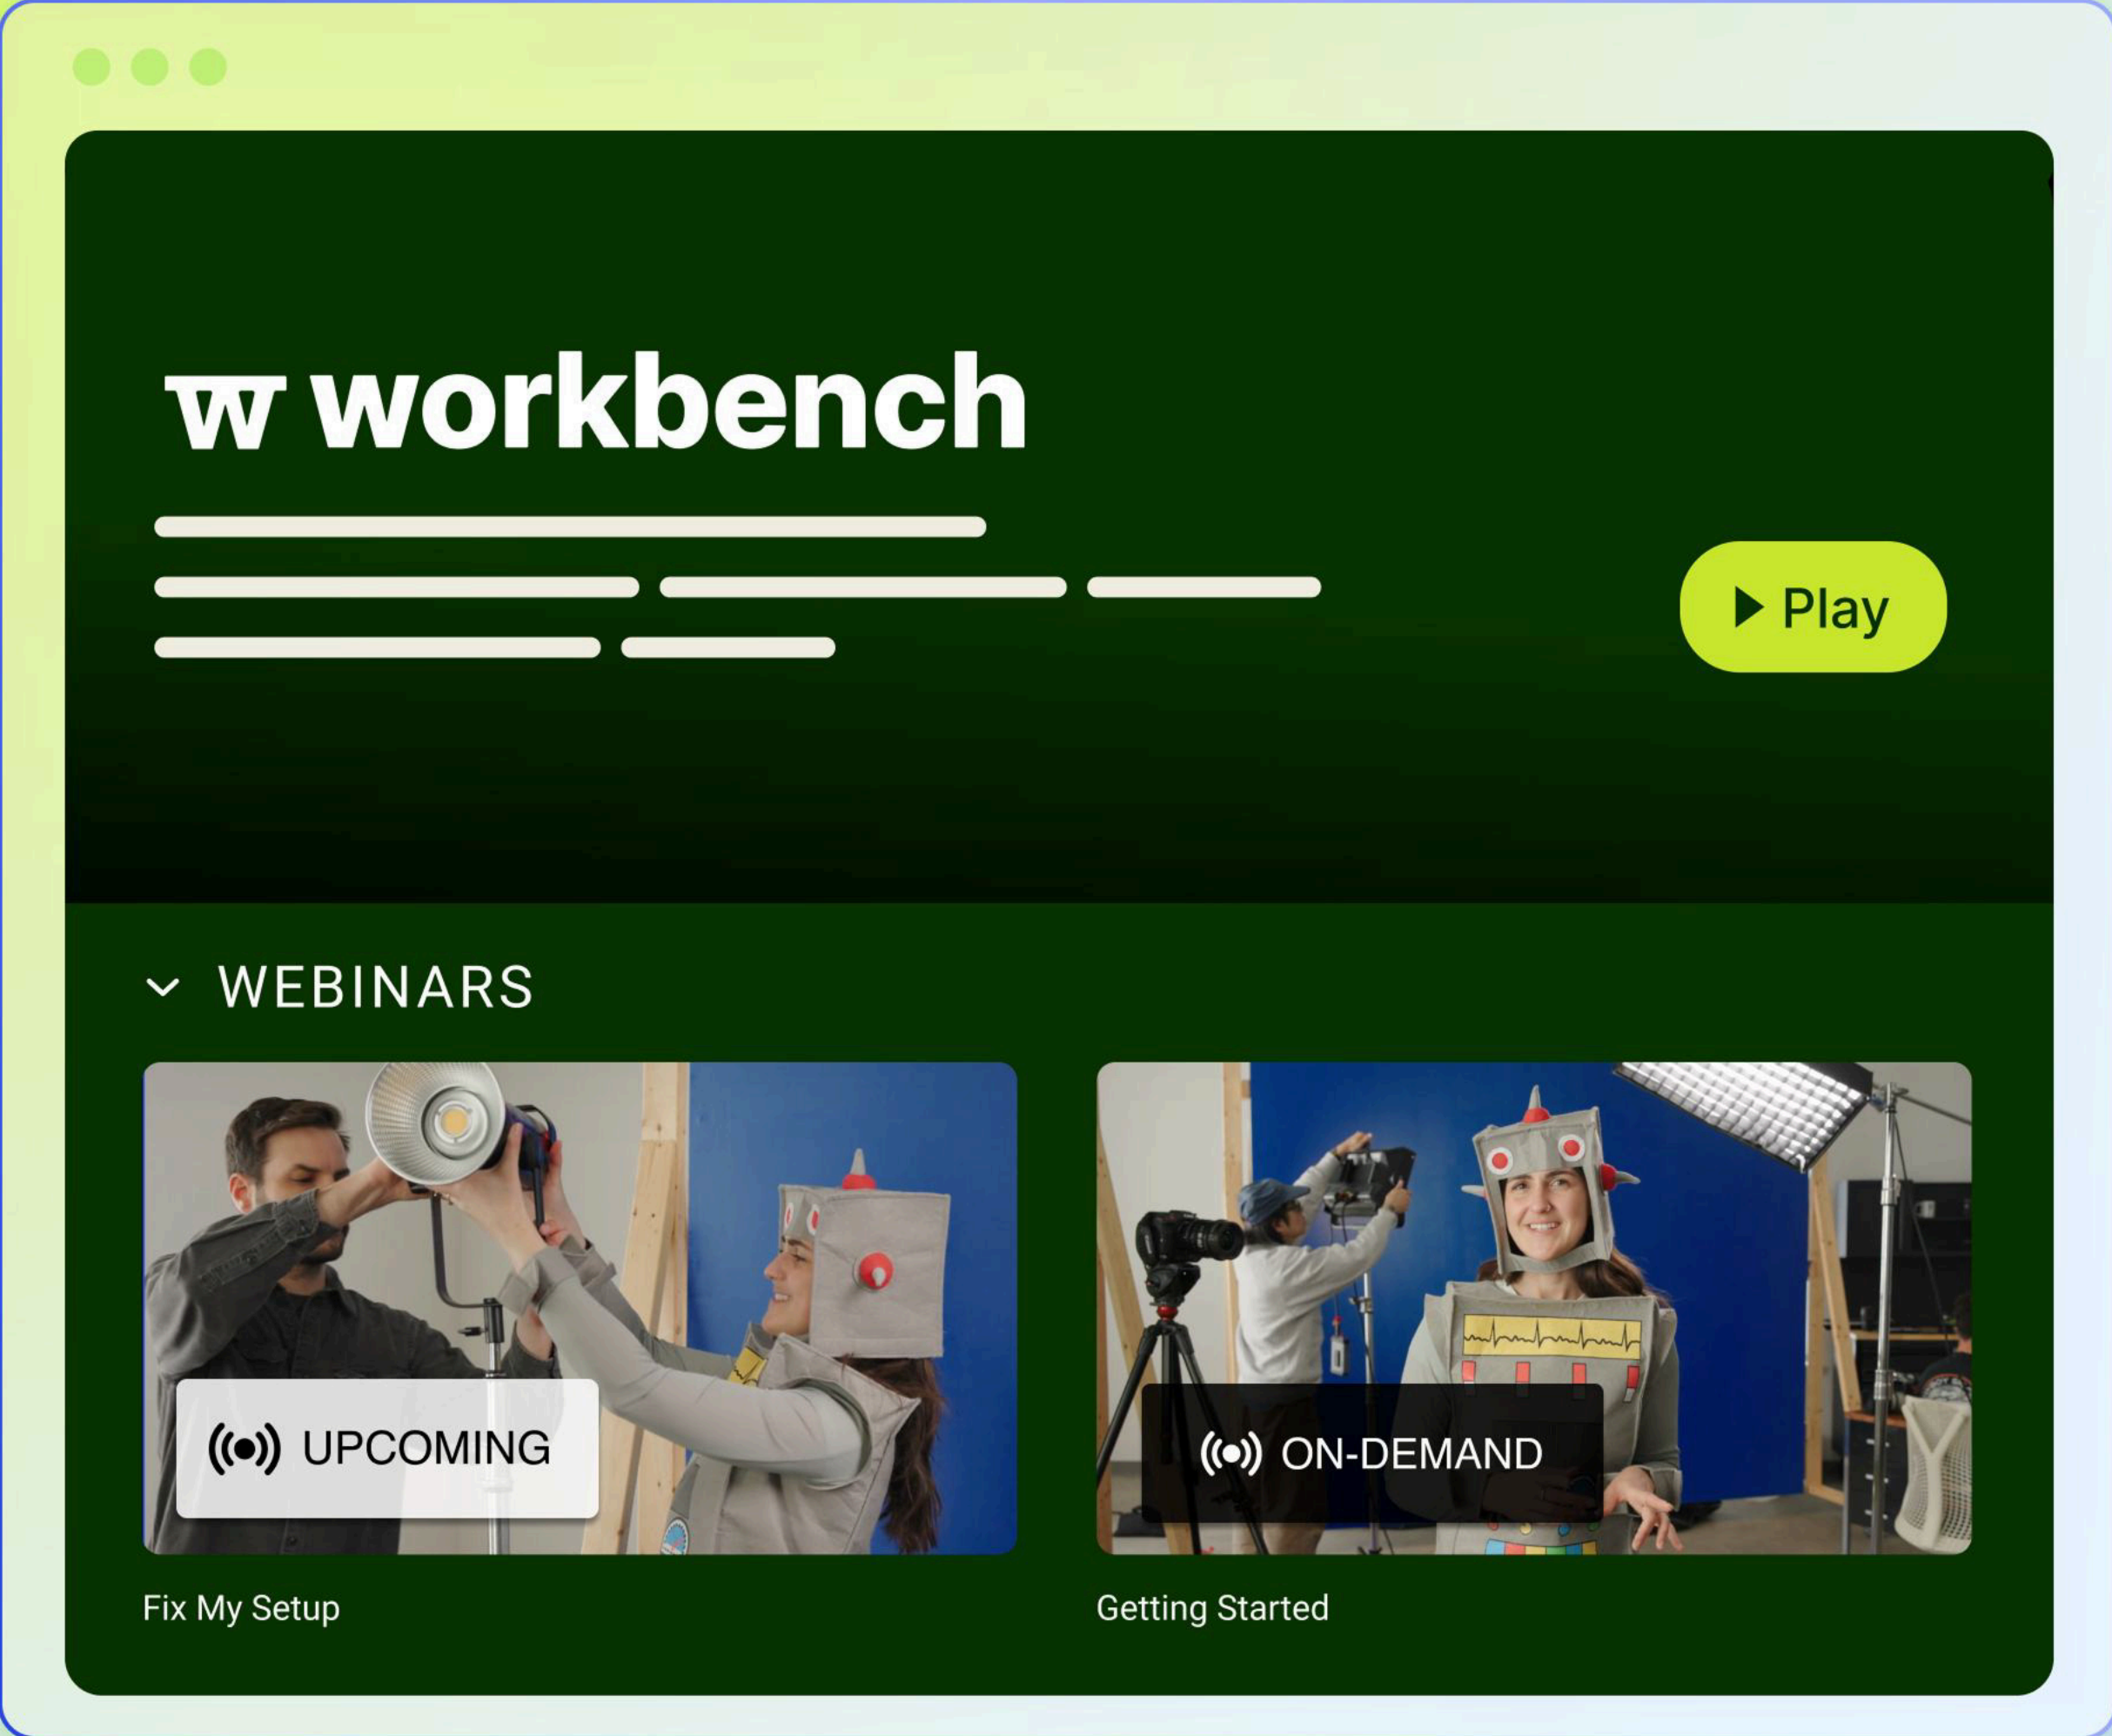 w workbench
Play
WEBINARS
UPCOMING
ON-DEMAND
Fix My Setup
Getting Started